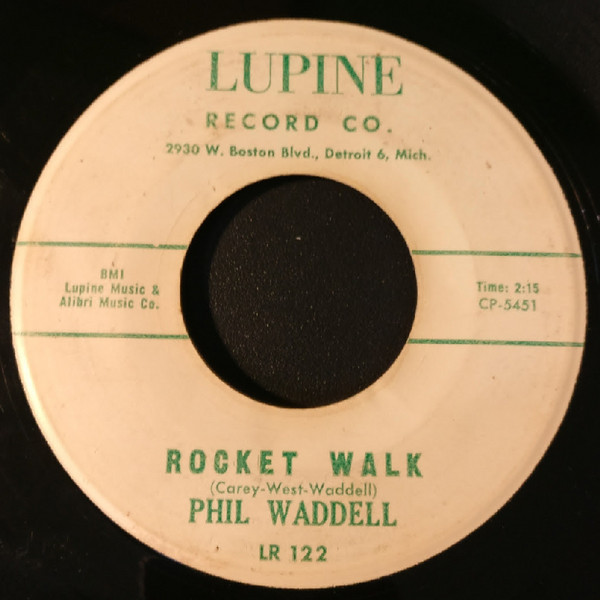 LUPINE
RECORD CO.
2930 W. Boston Blvd., Detroit 6, Mich.
BMI
Lupine Music &
Alibri Music Co.
Time: 2:15
CP-5451
ROCKET WALK
(Carey-West-Waddell)
PHIL WADDELL
LR 122